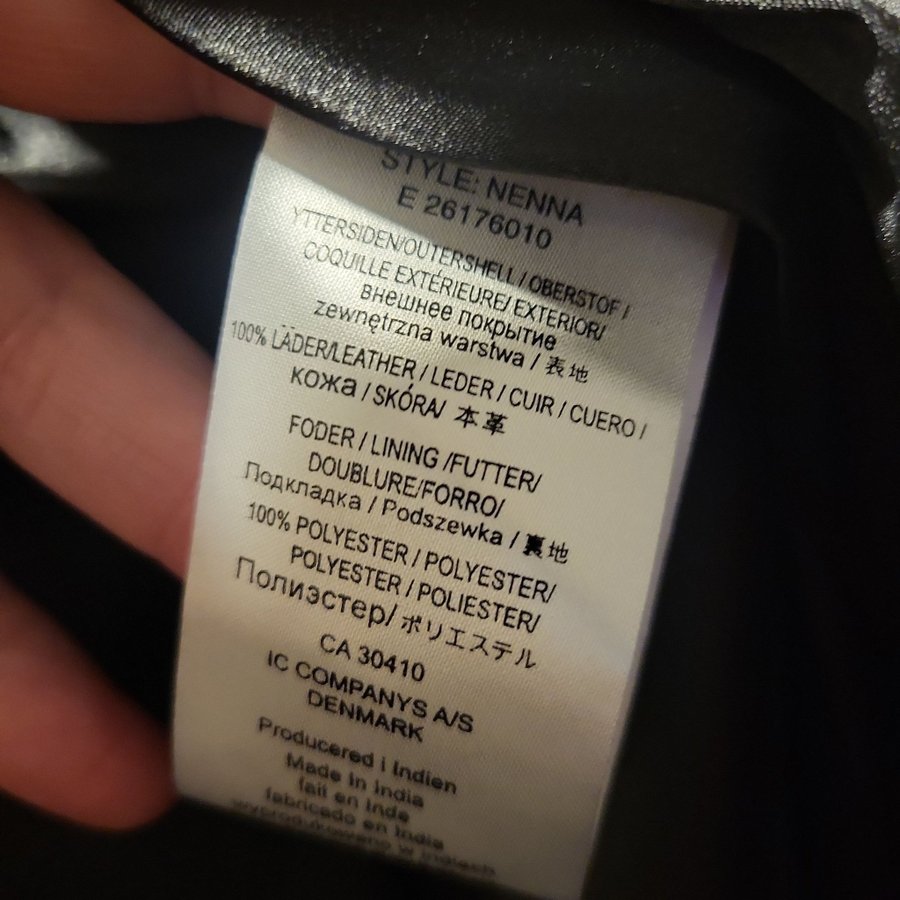 STYLE: NENNA
E 26176010
YTTERSIDEN/OUTERSHELL / OBERSTOF /
COQUILLE EXTÉRIEURE/ EXTERIOR/
внешнее покрытие
zewnętrzna warstwa / 表地
100% LÄDER/LEATHER / LEDER / CUIR / CUERO /
кожа / SKÓRA/ 本革
FODER / LINING /FUTTER/
DOUBLURE/FORRO/
Подкладка / Podszewka / 裏地
100% POLYESTER / POLYESTER/
POLYESTER / POLIESTER/
Полиэстер/ ポリエステル
CA 30410
IC COMPANYS A/S
DENMARK
Producered i Indien
Made in India
fait en Inde
fabricado en India
wyprodukowano w Indiach